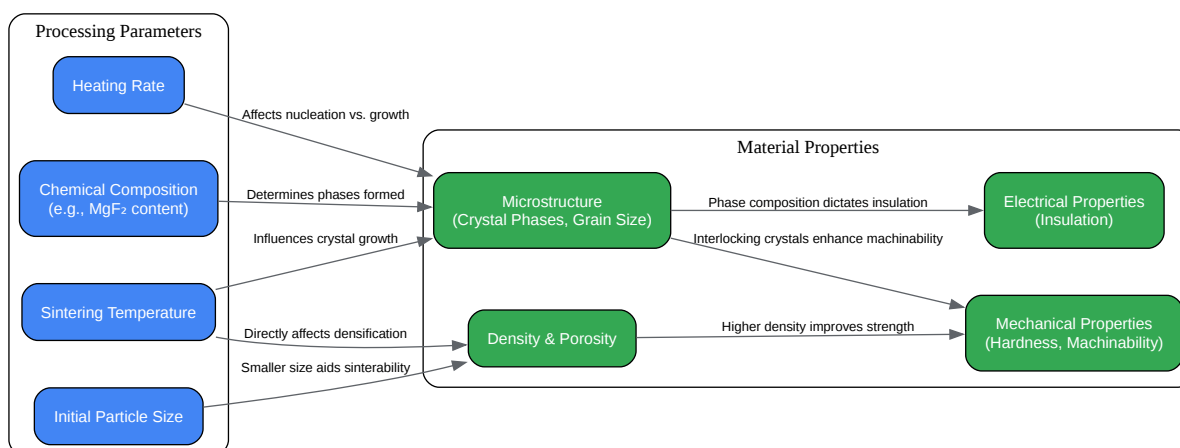 Processing Parameters
Heating Rate
Affects nucleation vs. growth
Material Properties
Chemical Composition
(e.g., MgF₂ content)
Determines phases formed
Microstructure
(Crystal Phases, Grain Size)
Phase composition dictates insulation
Electrical Properties
(Insulation)
Influences crystal growth
Interlocking crystals enhance machinability
Sintering Temperature
Directly affects densification
Density & Porosity
Higher density improves strength
Mechanical Properties
(Hardness, Machinability)
Smaller size aids sinterability
Initial Particle Size